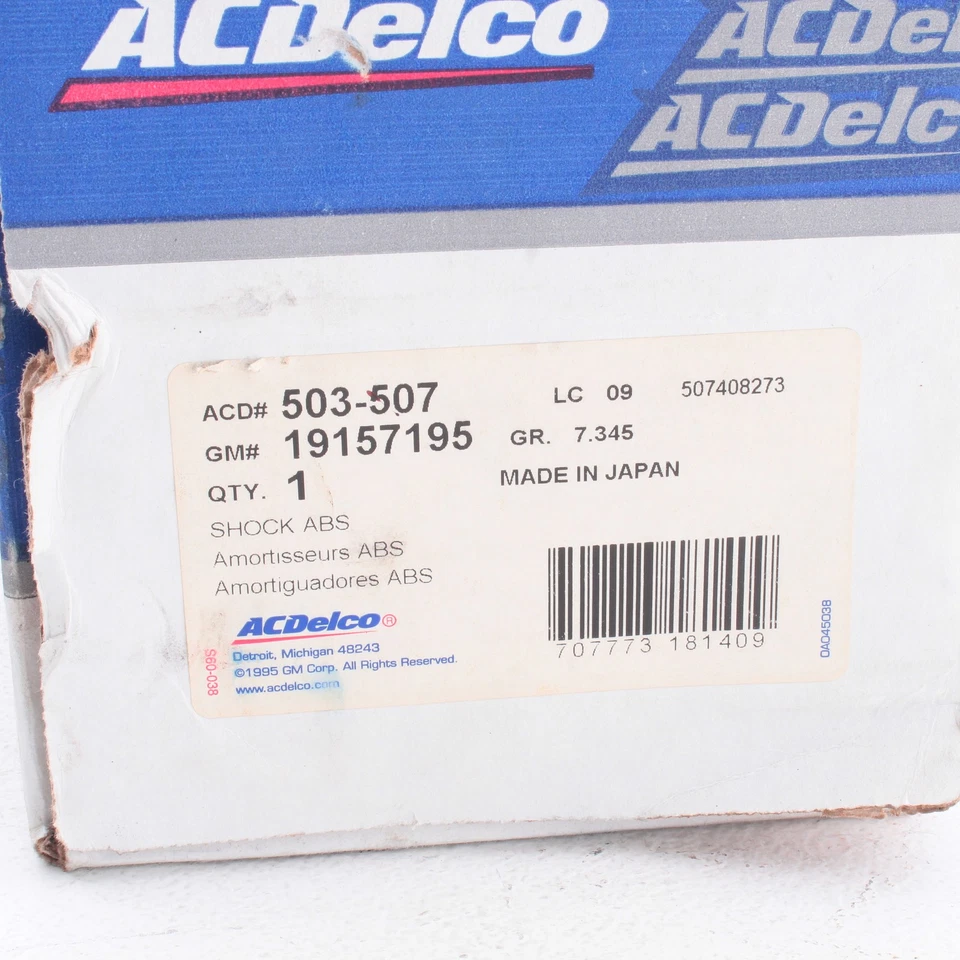 ACDelco
ACDel
ACDelco
ACD# 503-507 LC 09 507408273
GM# 19157195 GR. 7.345
QTY. 1 MADE IN JAPAN
SHOCK ABS
Amortisseurs ABS
Amortiguadores ABS
ACDelco®
Detroit, Michigan 48243
©1995 GM Corp. All Rights Reserved.
www.acdelco.com
S60-038
707773 181409
0A045038